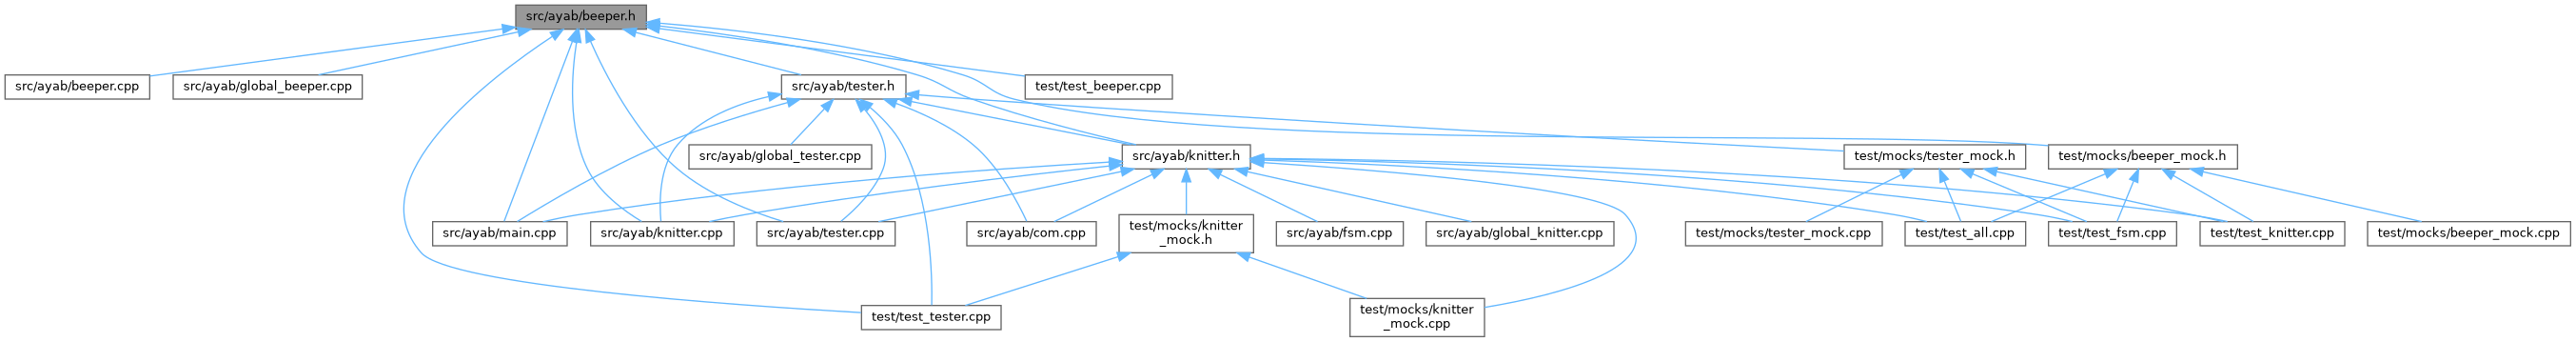 src/ayab/beeper.h
src/ayab/beeper.cpp
src/ayab/global_beeper.cpp
src/ayab/tester.h
test/test_beeper.cpp
src/ayab/global_tester.cpp
src/ayab/knitter.h
test/mocks/tester_mock.h
test/mocks/beeper_mock.h
src/ayab/main.cpp
src/ayab/knitter.cpp
src/ayab/tester.cpp
src/ayab/com.cpp
test/mocks/knitter
_mock.h
src/ayab/fsm.cpp
src/ayab/global_knitter.cpp
test/mocks/tester_mock.cpp
test/test_all.cpp
test/test_fsm.cpp
test/test_knitter.cpp
test/mocks/beeper_mock.cpp
test/test_tester.cpp
test/mocks/knitter
_mock.cpp